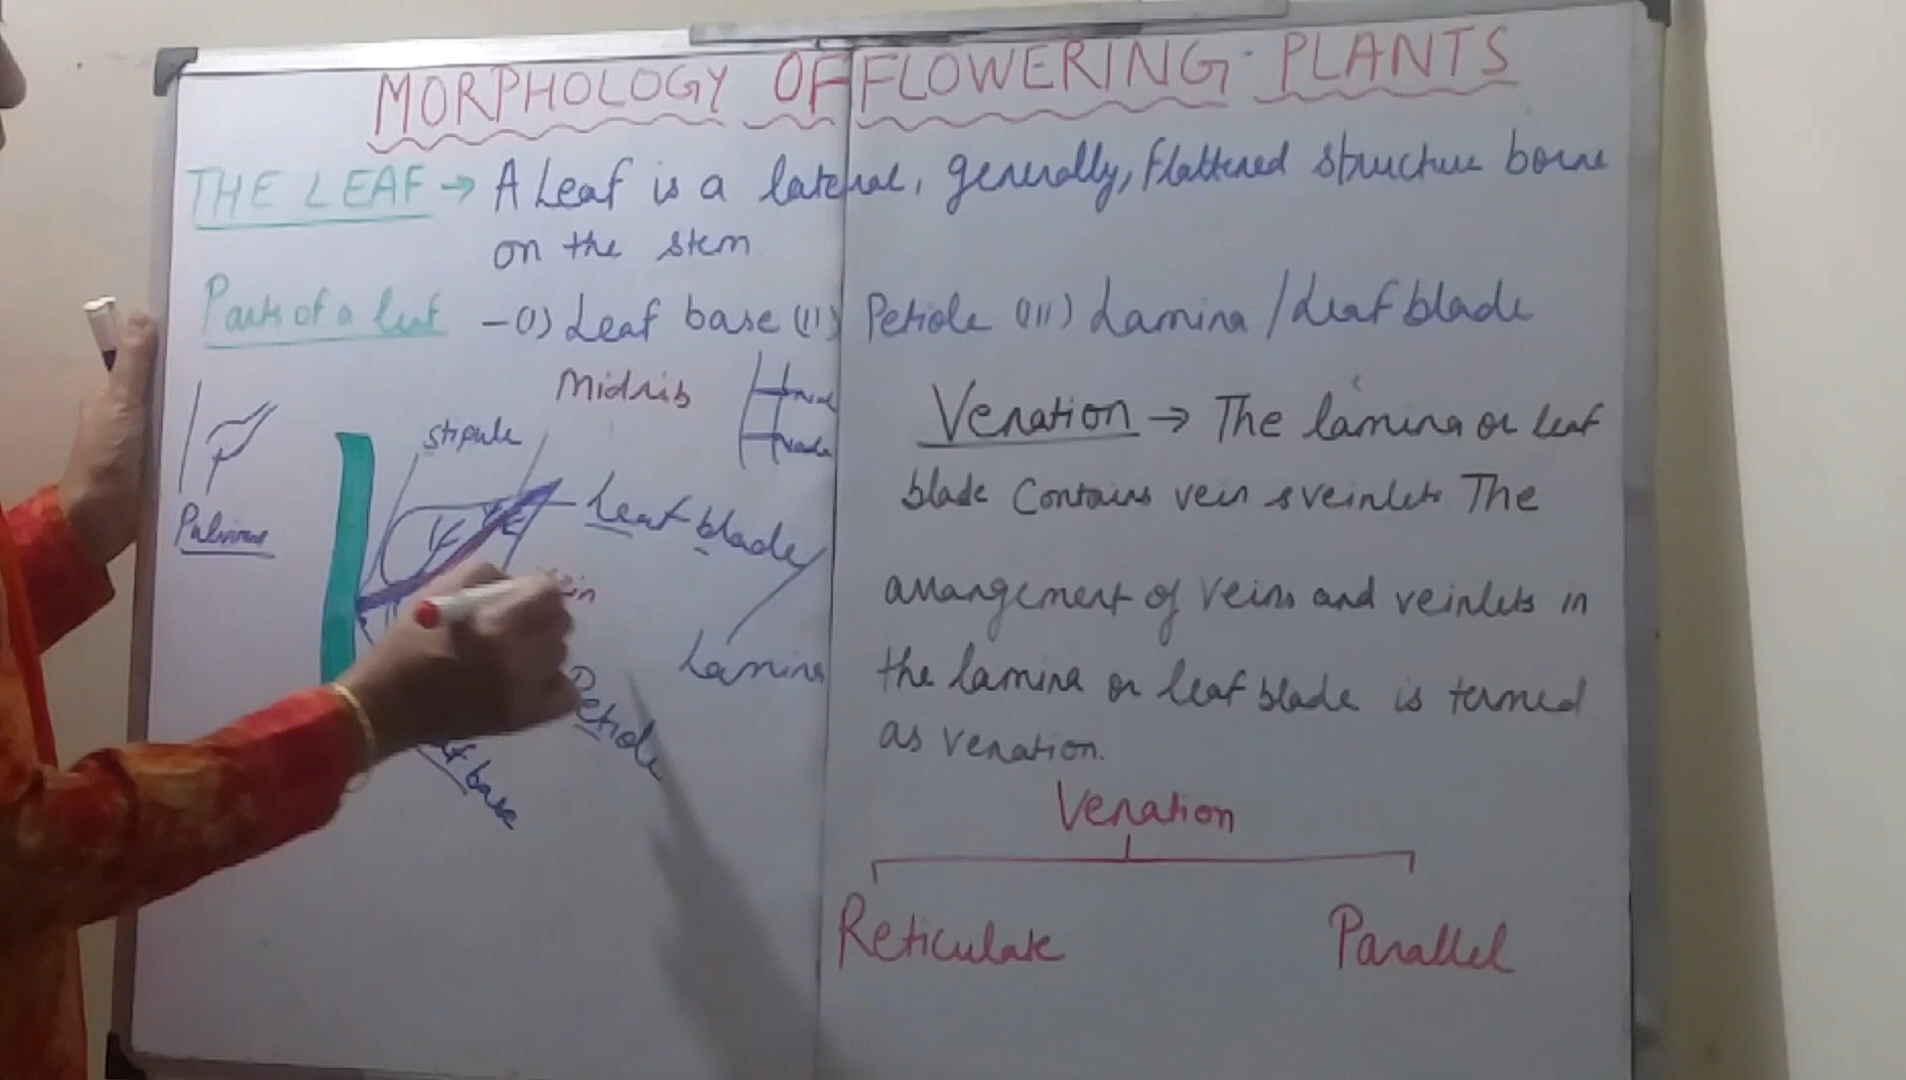 MORPHOLOGY OF FLOWERING PLANTS
THE LEAF → A Leaf is a lateral, generally, flattened structure borne
on the stem
Parts of a leaf - (i) Leaf base (ii) Petiole (iii) Lamina / Leaf blade
Midrib
stipule
Node
Leaf blade
Lamina
Petiole
base
Venation → The lamina or leaf
blade contains vein & veinlets The
arrangement of veins and veinlets in
the lamina or leaf blade is termed
as venation.
Venation
Reticulate Parallel